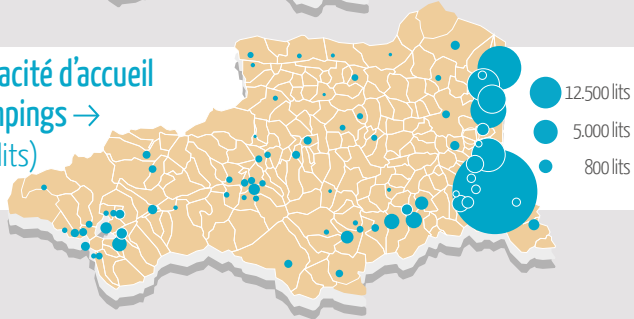 acité d'accueil
pings →
lits)
12.500 lits
5.000 lits
800 lits